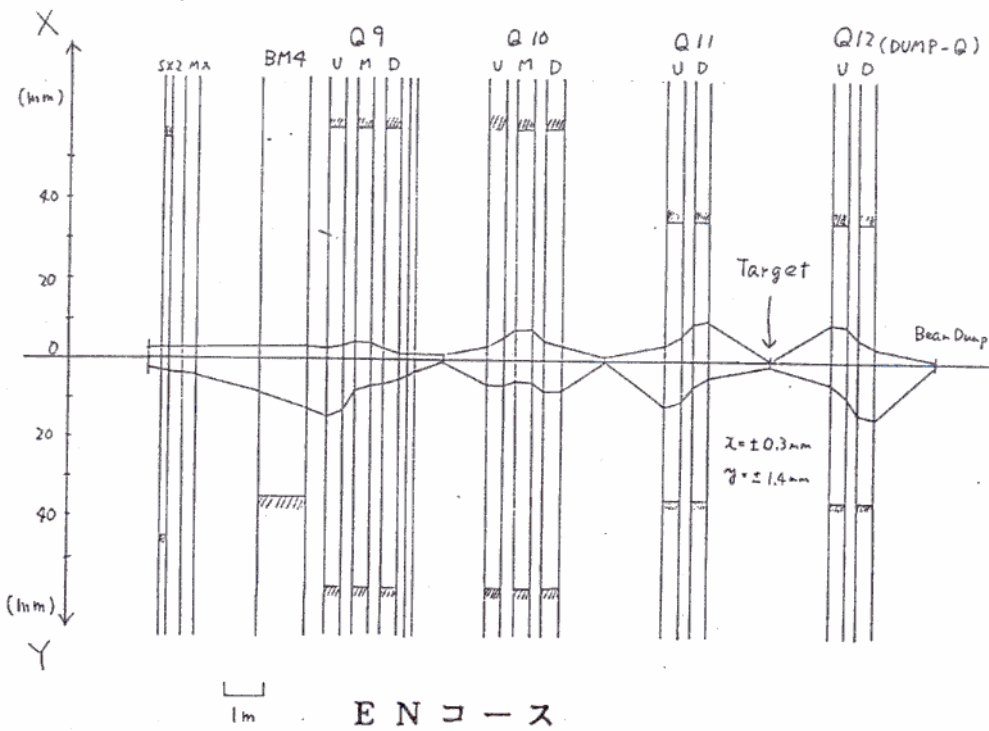 X
(mm)
SX2 MX BM4
Q9
U M D
Q10
U M D
Q11
U D
Q12 (DUMP-Q)
U D
40
20
0
20
40
(mm)
Y
Target
Beam Dump
x=±0.3mm
y=±1.4mm
1m
ENコース